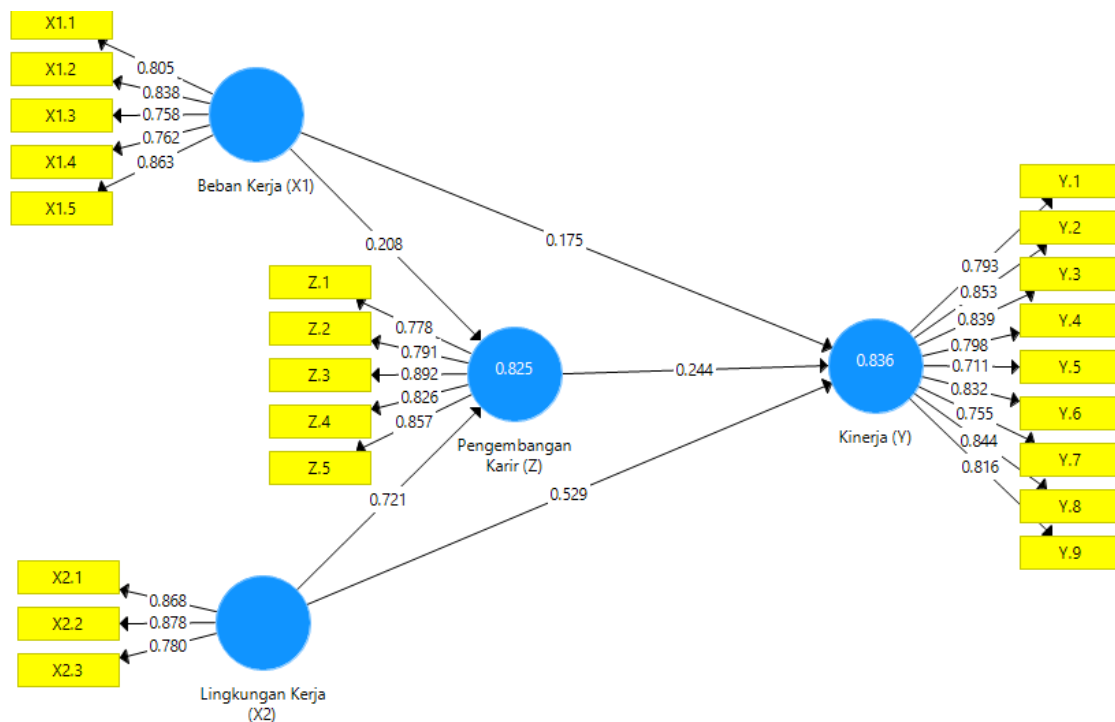 X1.1
X1.2
X1.3
X1.4
X1.5
0.805
0.838
0.758
0.762
0.863
Beban Kerja (X1)
0.208
0.175
Z.1
Z.2
Z.3
Z.4
Z.5
0.778
0.791
0.892
0.826
0.857
0.825
Pengembangan
Karir (Z)
0.244
0.721
0.529
X2.1
X2.2
X2.3
0.868
0.878
0.780
Lingkungan Kerja
(X2)
0.836
Kinerja (Y)
0.793
0.853
0.839
0.798
0.711
0.832
0.755
0.844
0.816
Y.1
Y.2
Y.3
Y.4
Y.5
Y.6
Y.7
Y.8
Y.9